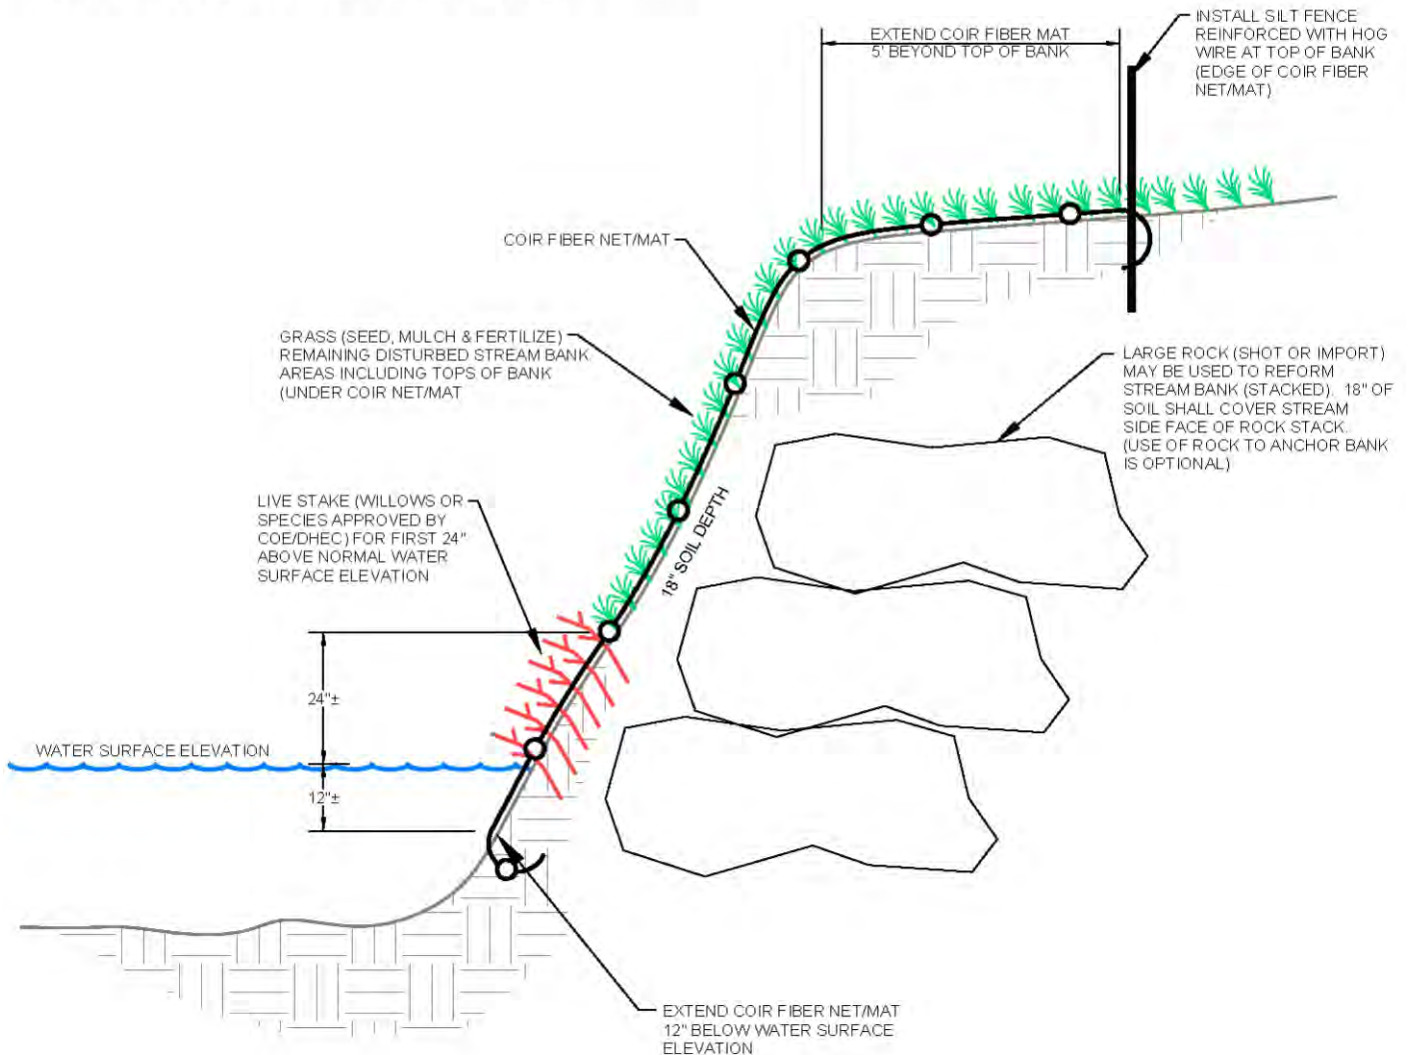 INSTALL SILT FENCE
REINFORCED WITH HOG
WIRE AT TOP OF BANK
(EDGE OF COIR FIBER
NET/MAT)
EXTEND COIR FIBER MAT
5' BEYOND TOP OF BANK
COIR FIBER NET/MAT
GRASS (SEED, MULCH & FERTILIZE)
REMAINING DISTURBED STREAM BANK
AREAS INCLUDING TOPS OF BANK
(UNDER COIR NET/MAT
LARGE ROCK (SHOT OR IMPORT)
MAY BE USED TO REFORM
STREAM BANK (STACKED). 18" OF
SOIL SHALL COVER STREAM
SIDE FACE OF ROCK STACK.
(USE OF ROCK TO ANCHOR BANK
IS OPTIONAL)
LIVE STAKE (WILLOWS OR
SPECIES APPROVED BY
COE/DHEC) FOR FIRST 24"
ABOVE NORMAL WATER
SURFACE ELEVATION
18" SOIL DEPTH
24"±
WATER SURFACE ELEVATION
12"±
EXTEND COIR FIBER NET/MAT
12" BELOW WATER SURFACE
ELEVATION